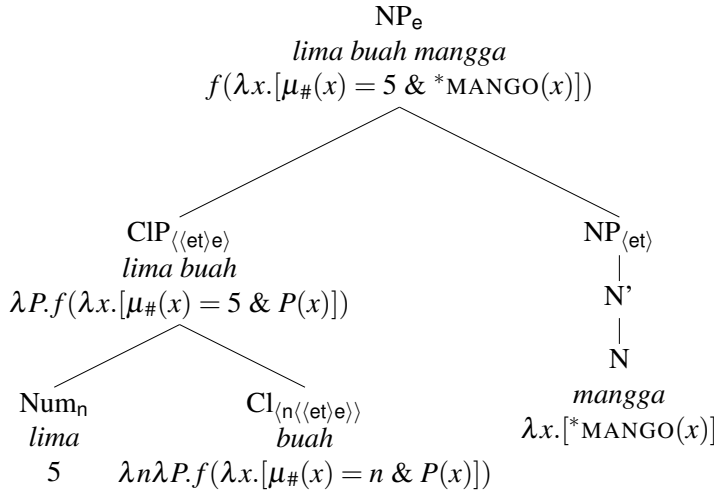 NPₑ
lima buah mangga
f(λx.[μ#(x) = 5 & *MANGO(x)])
ClP⟨⟨et⟩e⟩
lima buah
λP.f(λx.[μ#(x) = 5 & P(x)])
NP⟨et⟩
N’
N
mangga
λx.[*MANGO(x)]
Numₙ
lima
5
Cl⟨n⟨⟨et⟩e⟩⟩
buah
λnλP.f(λx.[μ#(x) = n & P(x)])